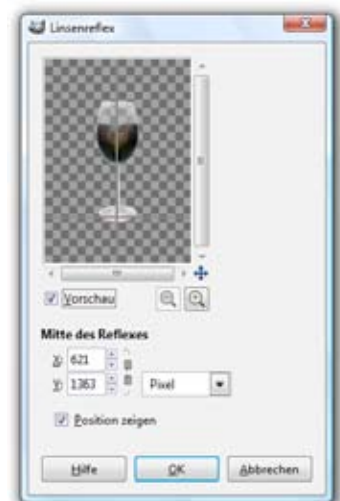 Linsenreflex
Vorschau
Mitte des Reflexes
X: 621
Y: 1363 Pixel
Position zeigen
Hilfe OK Abbrechen